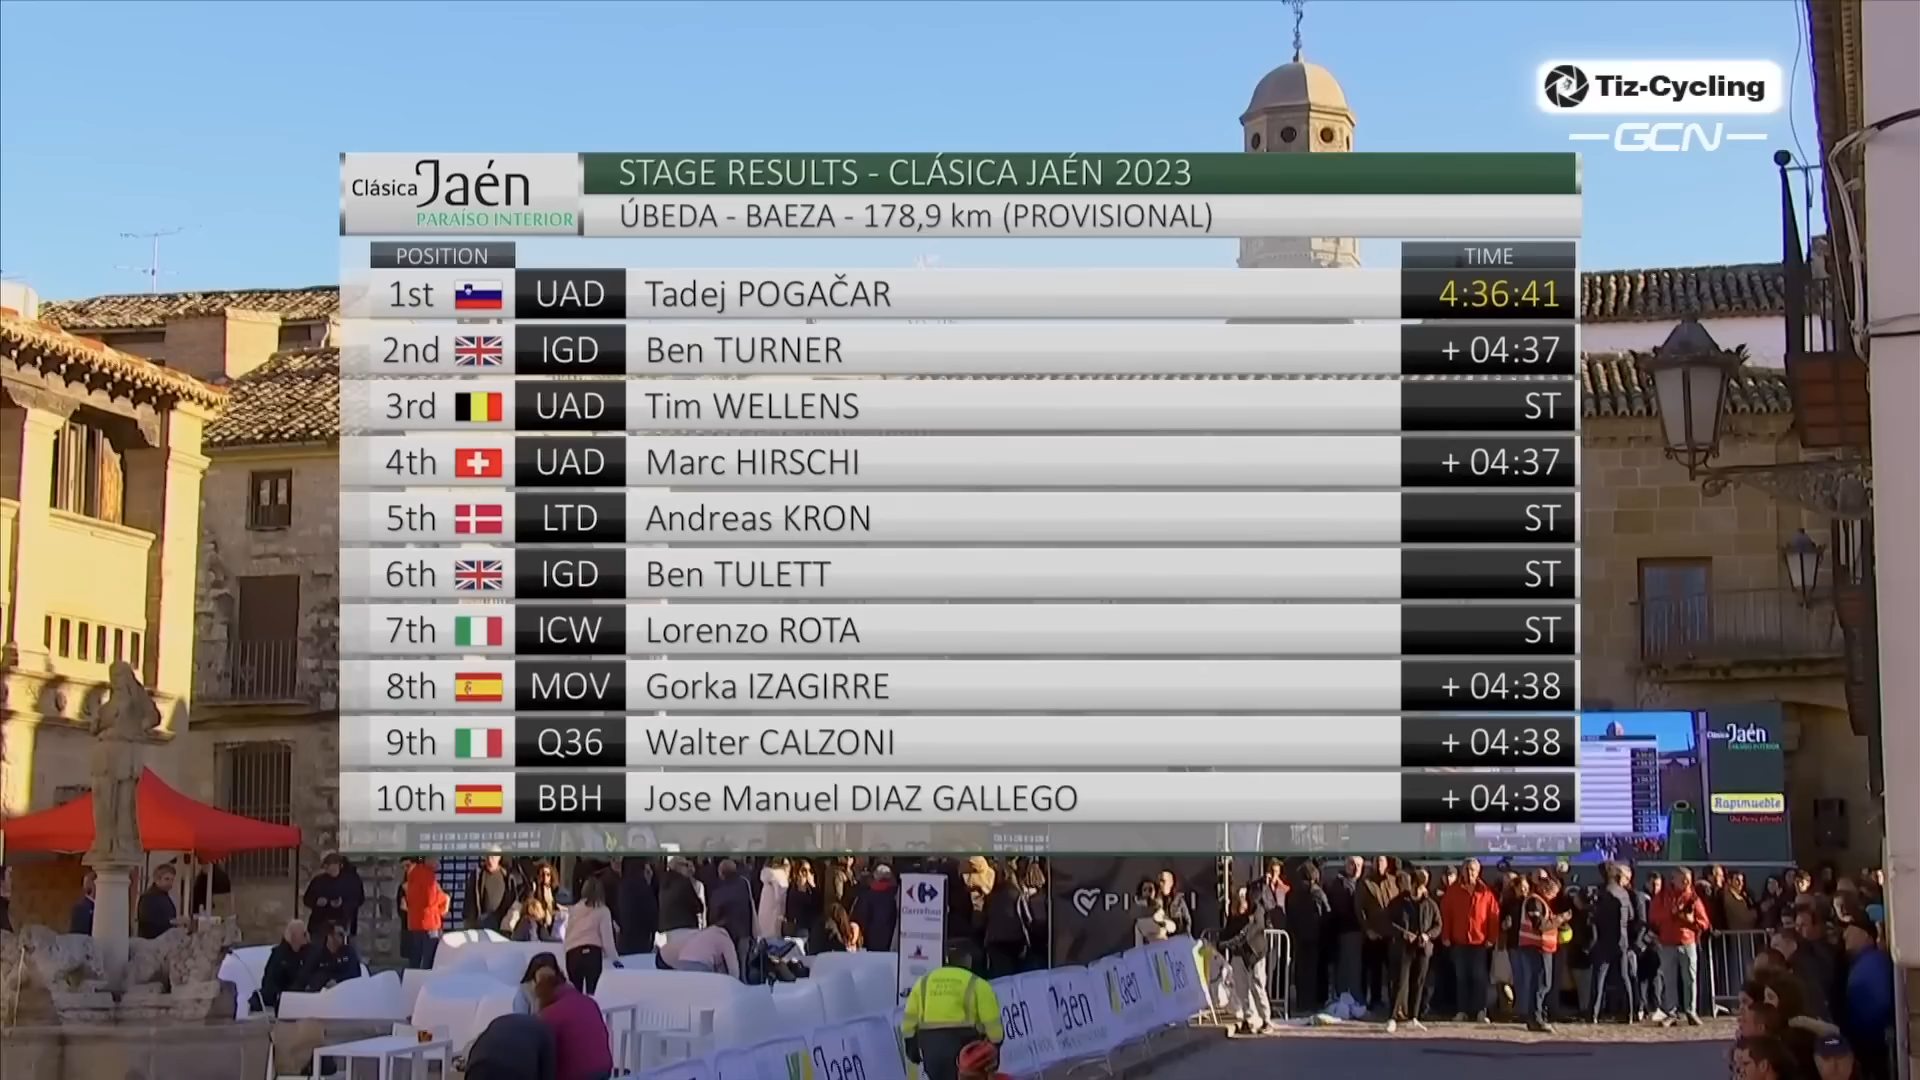 Tiz-Cycling
GCN
Clásica Jaén
PARAÍSO INTERIOR
STAGE RESULTS - CLÁSICA JAÉN 2023
ÚBEDA - BAEZA - 178,9 km (PROVISIONAL)
POSITION TIME
1st UAD Tadej POGAČAR 4:36:41
2nd IGD Ben TURNER + 04:37
3rd UAD Tim WELLENS ST
4th UAD Marc HIRSCHI + 04:37
5th LTD Andreas KRON ST
6th IGD Ben TULETT ST
7th ICW Lorenzo ROTA ST
8th MOV Gorka IZAGIRRE + 04:38
9th Q36 Walter CALZONI + 04:38
10th BBH Jose Manuel DIAZ GALLEGO + 04:38
Jaén
Rapimueble
Carrefour
Jaén
Jaén
Jaén